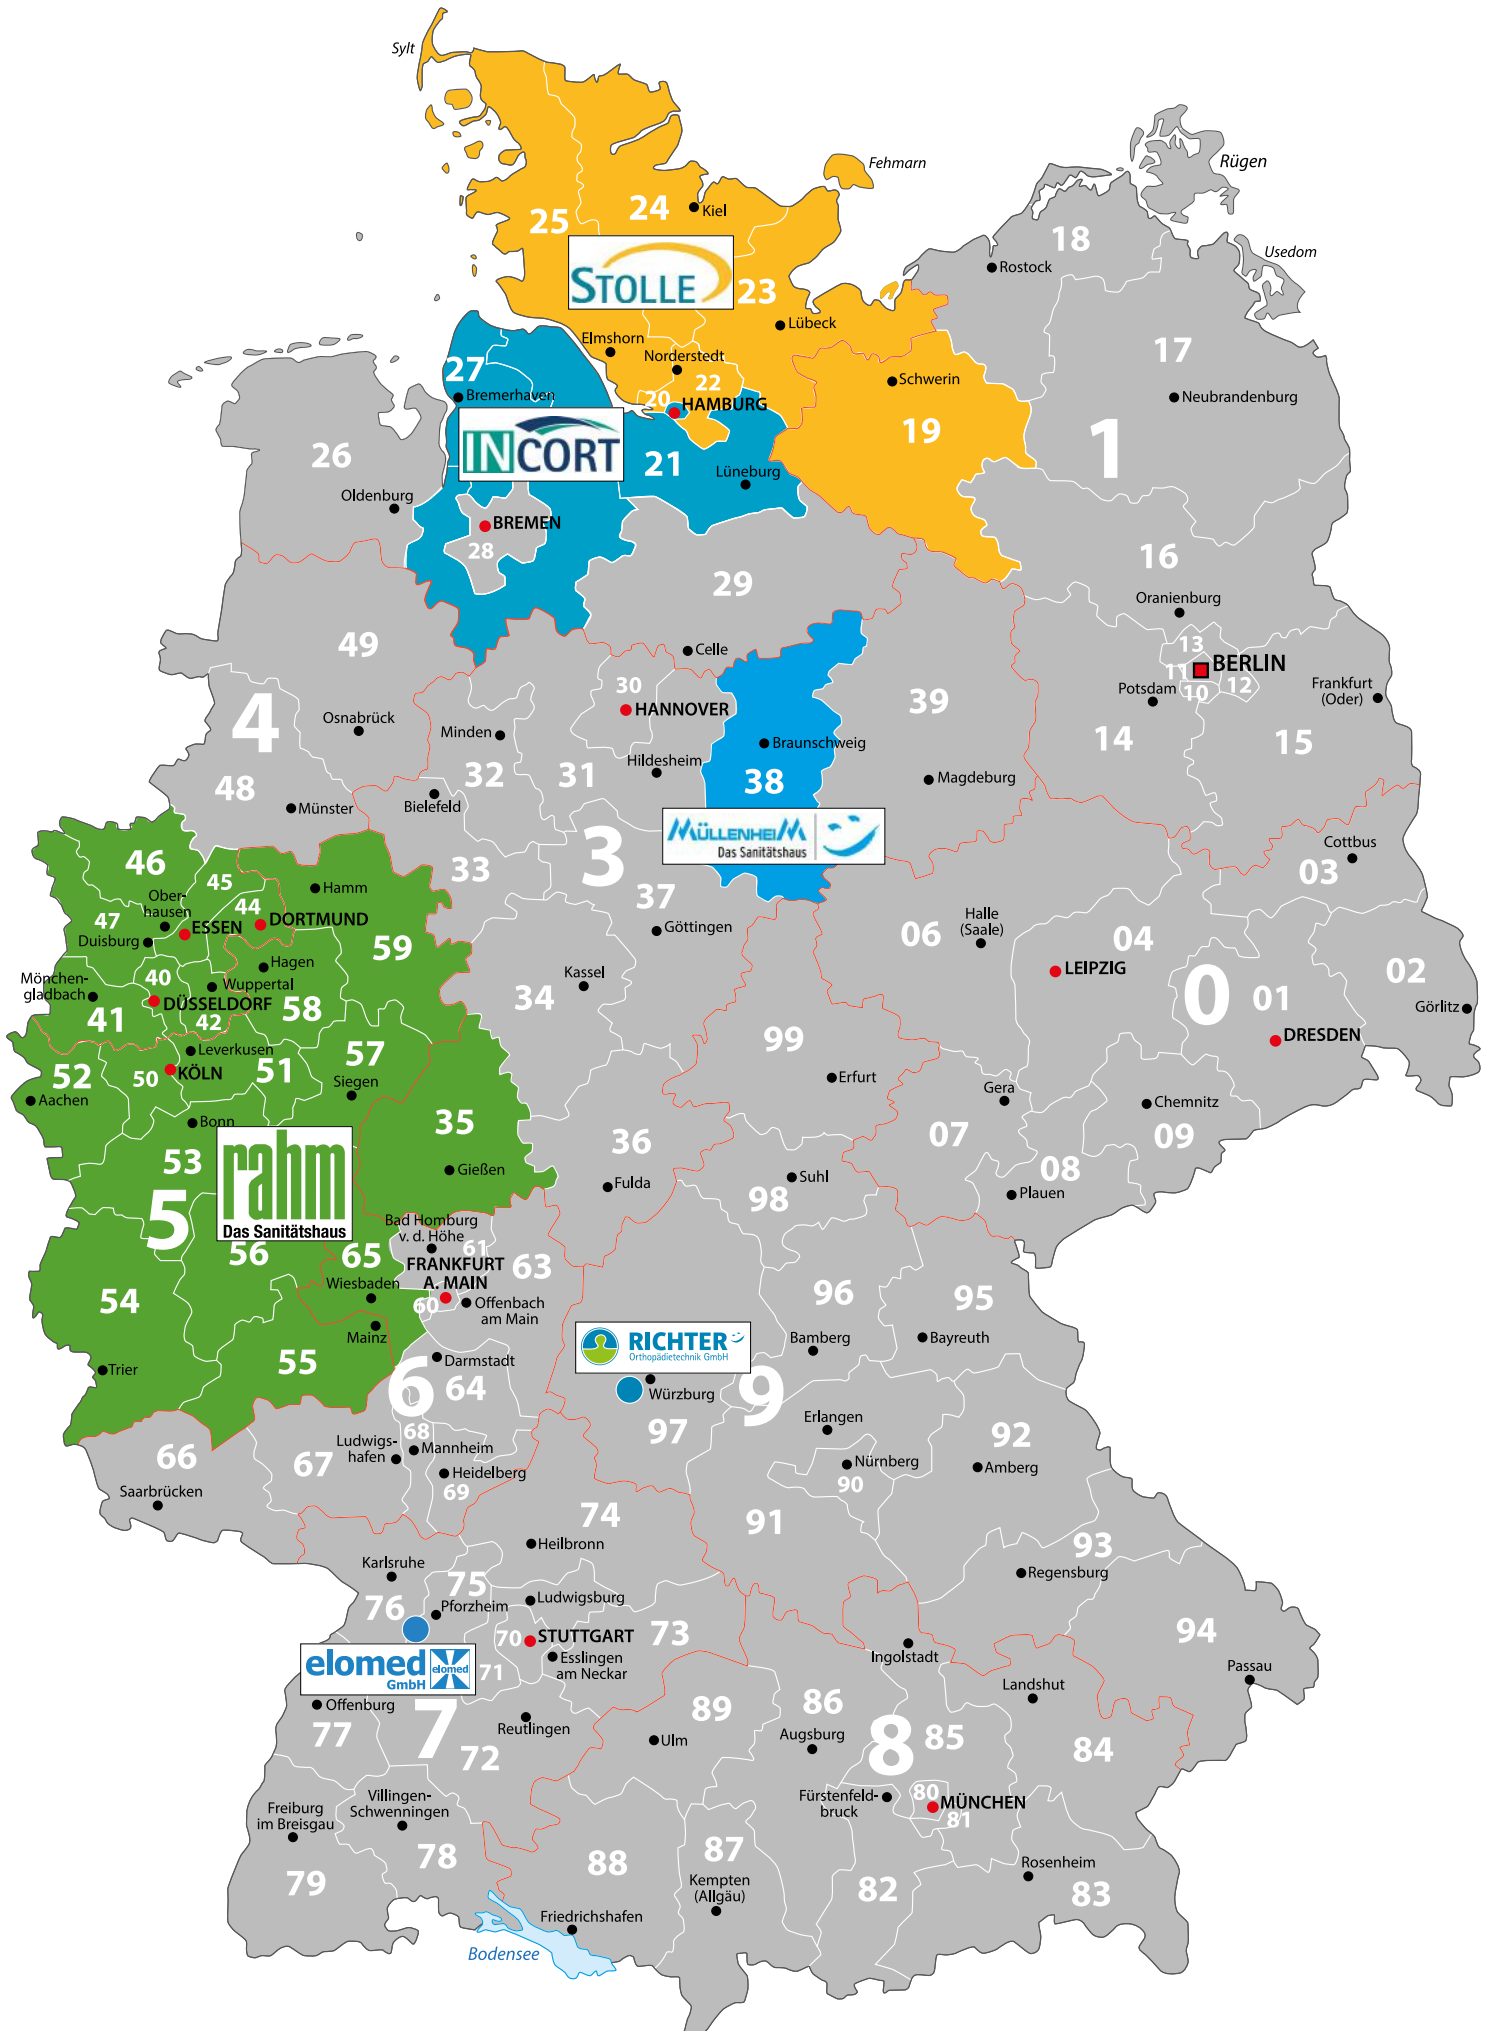 Sylt
Fehmarn
Rügen
Usedom
25
24
Kiel
18
Rostock
STOLLE
23
Lübeck
Elmshorn
Norderstedt
22
20
HAMBURG
Schwerin
17
Neubrandenburg
27
Bremerhaven
19
1
26
INCORT
21
Lüneburg
Oldenburg
BREMEN
28
29
16
Oranienburg
13
BERLIN
11
10
12
Potsdam
Frankfurt
(Oder)
49
Celle
30
HANNOVER
39
4
Osnabrück
Minden
Braunschweig
14
15
Hildesheim
32
31
38
Magdeburg
48
Münster
Bielefeld
MÜLLENHEIM
Das Sanitätshaus
Cottbus
03
46
45
Hamm
33
3
37
Ober-
hausen
44
DORTMUND
47
ESSEN
Duisburg
59
Göttingen
06
Halle
(Saale)
04
LEIPZIG
02
Hagen
40
Mönchen-
gladbach
Wuppertal
DÜSSELDORF
58
42
41
Kassel
34
0
01
Görlitz
DRESDEN
99
Leverkusen
57
52
50
KÖLN
51
Siegen
Aachen
Erfurt
Gera
Chemnitz
Bonn
35
36
07
09
53
rahm
Das Sanitätshaus
Gießen
Fulda
Suhl
98
08
Plauen
5
56
65
Bad Homburg
v. d. Höhe
61
63
FRANKFURT
A. MAIN
Wiesbaden
60
Offenbach
am Main
54
96
95
Mainz
RICHTER
Orthopädietechnik GmbH
Bamberg
Bayreuth
55
Trier
Darmstadt
6
64
Würzburg
9
97
Erlangen
92
66
67
68
Ludwigs-
hafen
Mannheim
Heidelberg
69
Nürnberg
90
Amberg
Saarbrücken
74
91
Heilbronn
93
Karlsruhe
75
Regensburg
76
Pforzheim
Ludwigsburg
70
STUTTGART
73
94
elomed
GmbH
elomed
71
Esslingen
am Neckar
Ingolstadt
Passau
Landshut
Offenburg
77
7
72
Reutlingen
89
Ulm
86
Augsburg
8
85
84
Villingen-
Schwenningen
Freiburg
im Breisgau
Fürstenfeld-
bruck
80
MÜNCHEN
81
78
79
88
87
Kempten
(Allgäu)
82
Rosenheim
83
Friedrichshafen
Bodensee